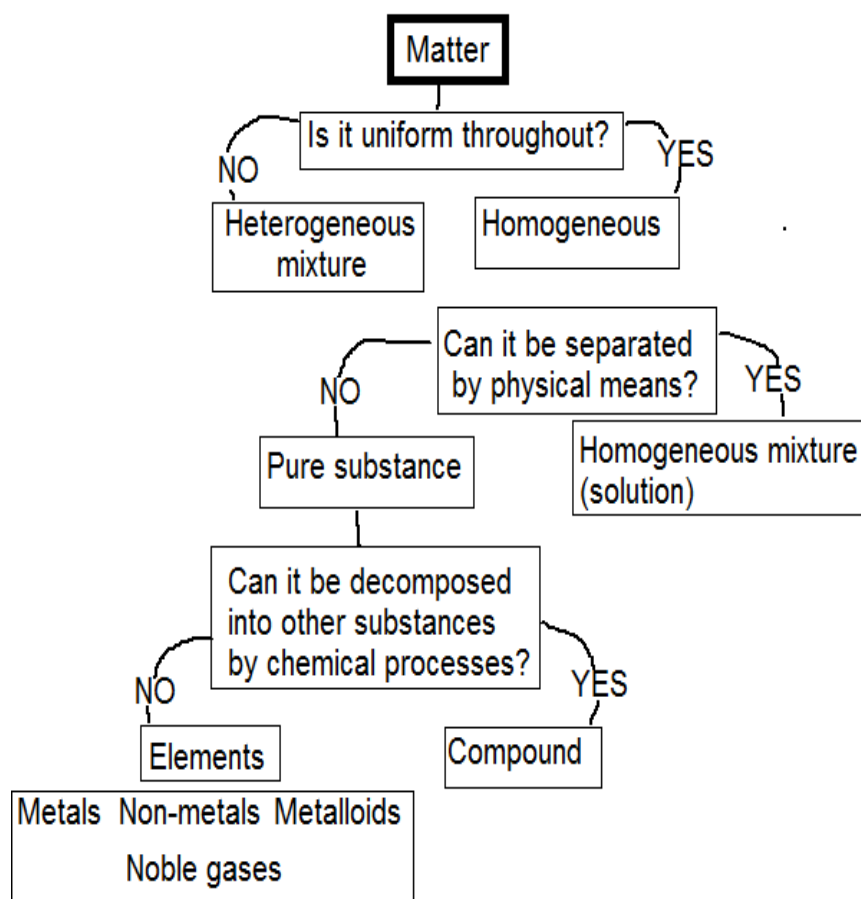 Matter
Is it uniform throughout?
NO
YES
Heterogeneous
mixture
Homogeneous
Can it be separated
by physical means?
NO
YES
Pure substance
Homogeneous mixture
(solution)
Can it be decomposed
into other substances
by chemical processes?
NO
YES
Elements
Compound
Metals Non-metals Metalloids
Noble gases